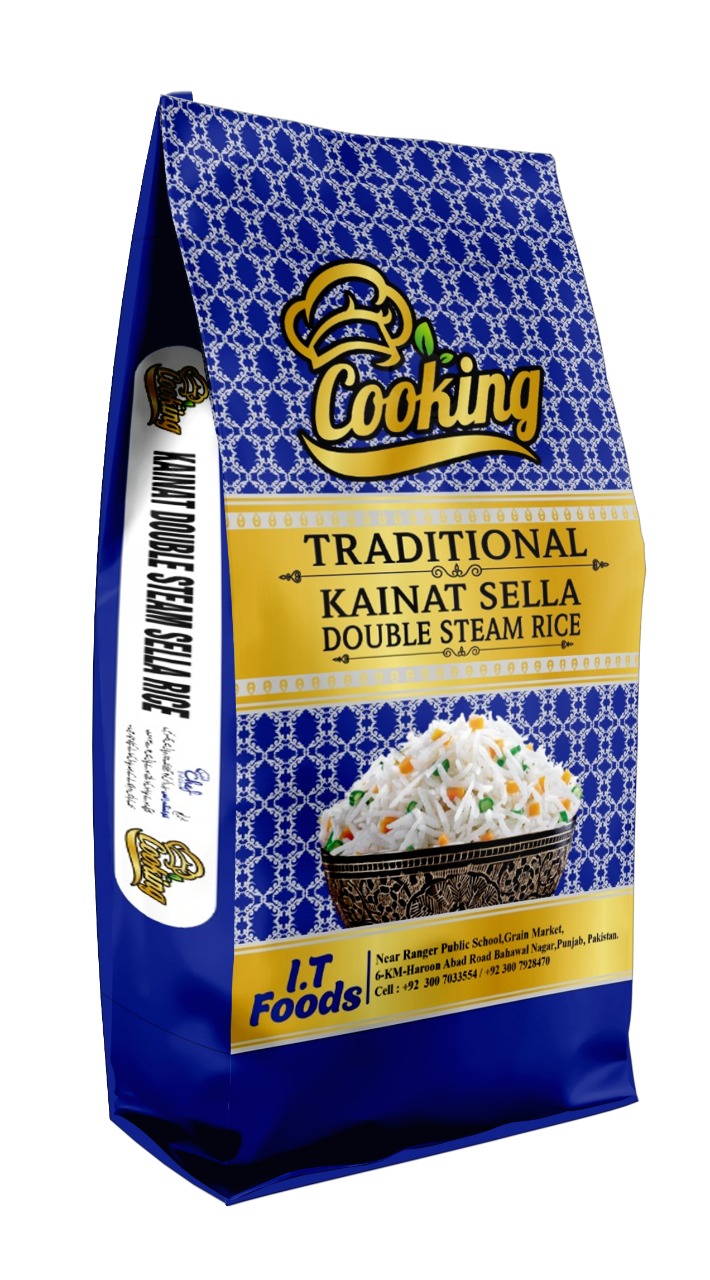 Cooking
TRADITIONAL
KAINAT SELLA
DOUBLE STEAM RICE
I.T
Foods
Near Ranger Public School,Grain Market,
6-KM-Haroon Abad Road Bahawal Nagar,Punjab, Pakistan.
Cell : +92 300 7033554 / +92 300 7928470
Cooking
KAINAT DOUBLE STEAM SELLA RICE
Chef
Cooking